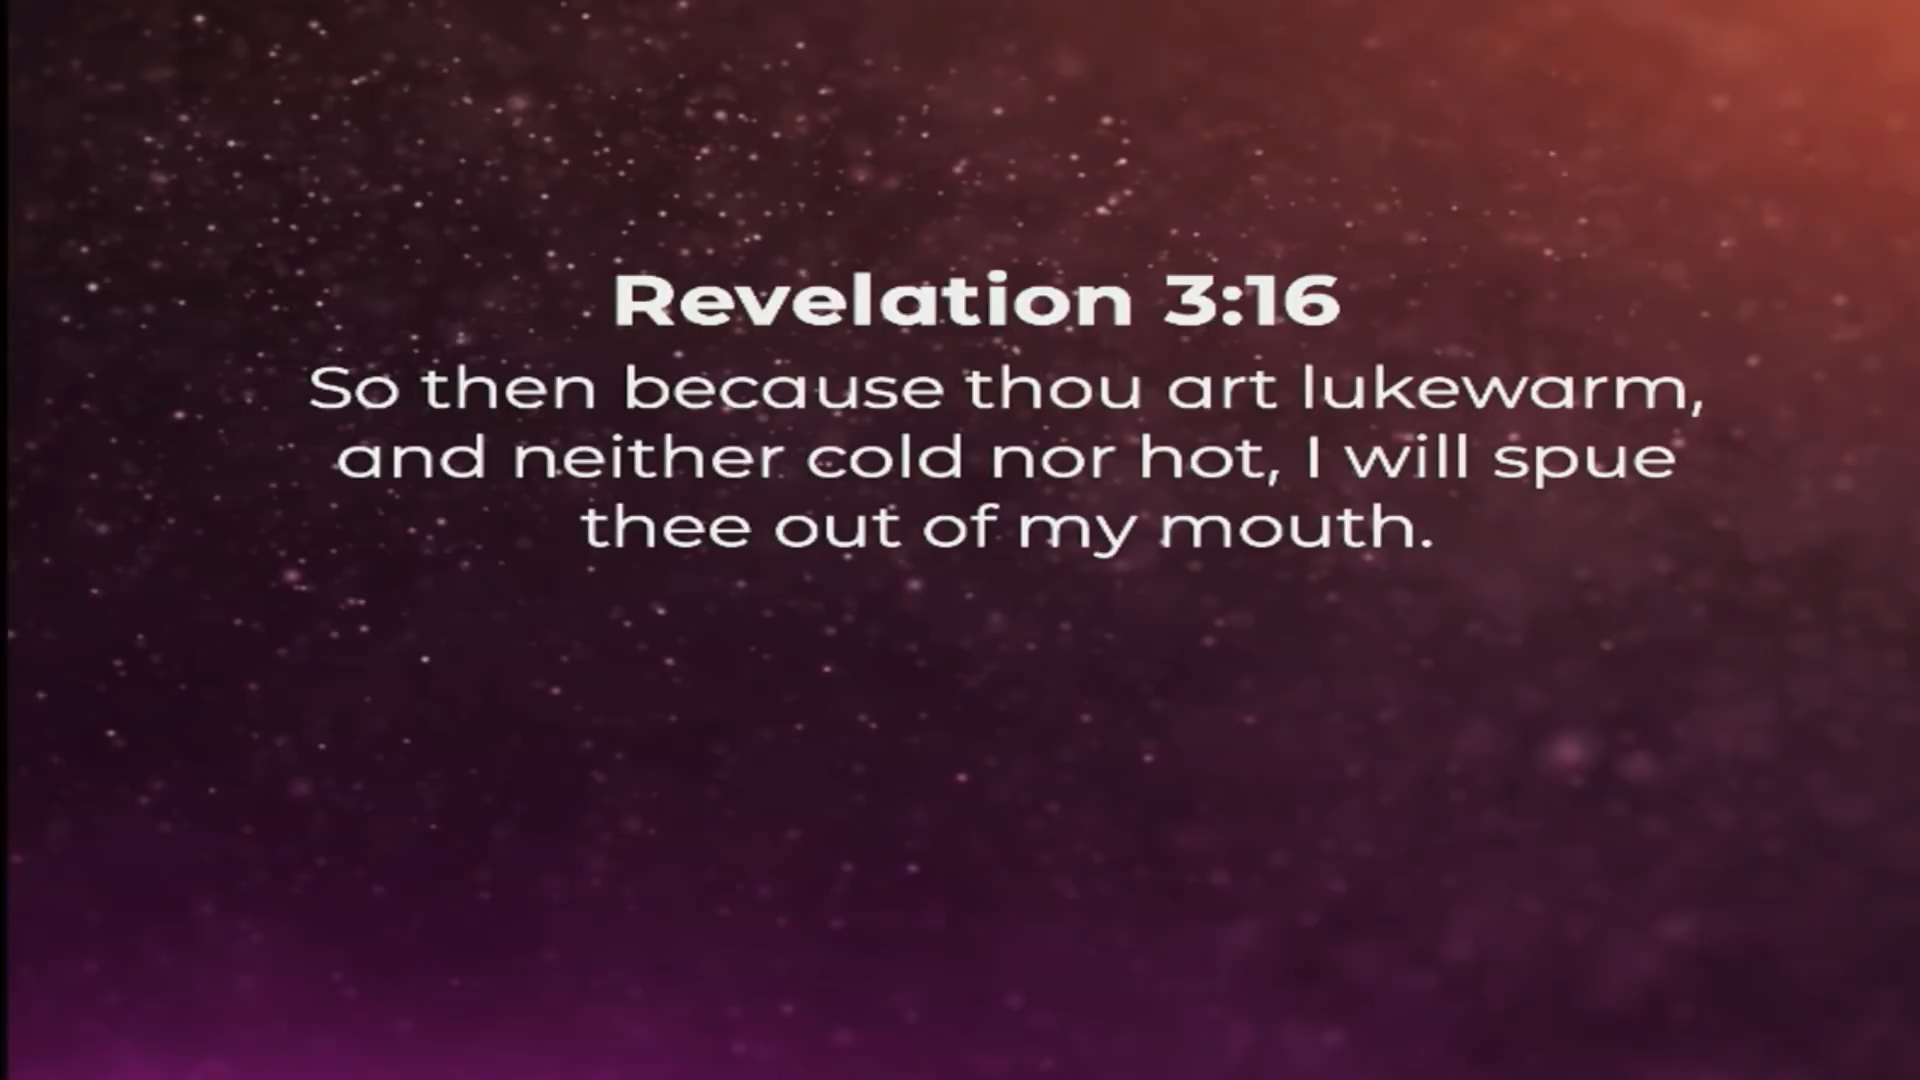 Revelation 3:16
So then because thou art lukewarm,
and neither cold nor hot, I will spue
thee out of my mouth.